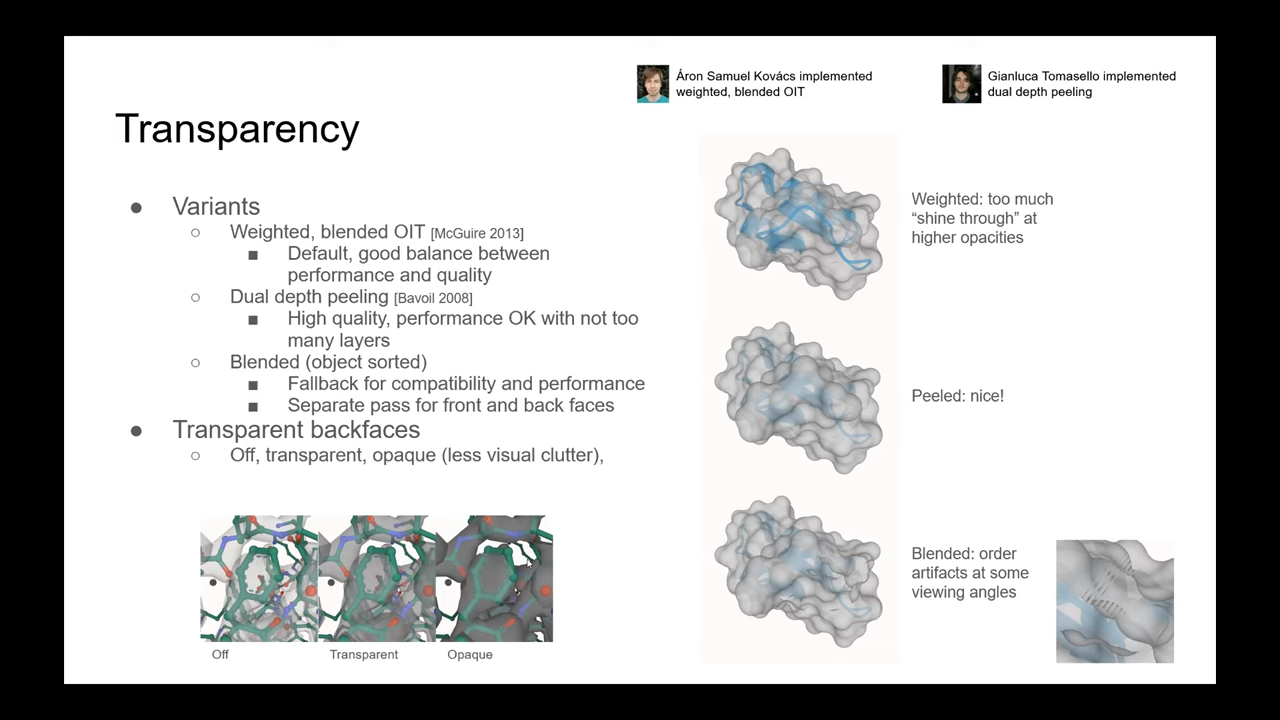 Áron Samuel Kovács implemented
weighted, blended OIT
Gianluca Tomasello implemented
dual depth peeling
Transparency
● Variants
○ Weighted, blended OIT [McGuire 2013]
■ Default, good balance between
performance and quality
○ Dual depth peeling [Bavoil 2008]
■ High quality, performance OK with not too
many layers
○ Blended (object sorted)
■ Fallback for compatibility and performance
■ Separate pass for front and back faces
● Transparent backfaces
○ Off, transparent, opaque (less visual clutter),
Off
Transparent
Opaque
Weighted: too much
“shine through” at
higher opacities
Peeled: nice!
Blended: order
artifacts at some
viewing angles